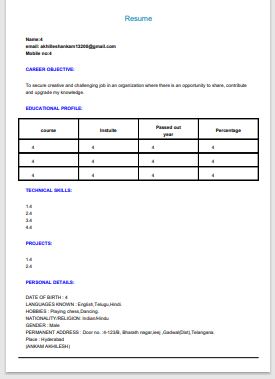 Resume
Name:4
email: akhilleshankam13208@gmail.com
Mobile no:4
CAREER OBJECTIVE:
To secure creative and challenging job in an organization where there is an opportunity to share, contribute
and upgrade my knowledge.
EDUCATIONAL PROFILE:
course Institute Passed out year Percentage
4 4 4 4
4 4 4 4
4 4 4 4
TECHNICAL SKILLS:
1.4
2.4
3.4
4.4
PROJECTS:
1.4
2.4
PERSONAL DETAILS:
DATE OF BIRTH : 4
LANGUAGES KNOWN : English,Telugu,Hindi.
HOBBIES : Playing chess,Dancing.
NATIONALITY/RELIGION: Indian/Hindu
GENDER : Male
PERMANENT ADDRESS : Door no. :4-123/B, Bharath nagar,ieej ,Gadwal(Dist),Telangana.
Place : Hyderabad
(ANKAM AKHILESH)